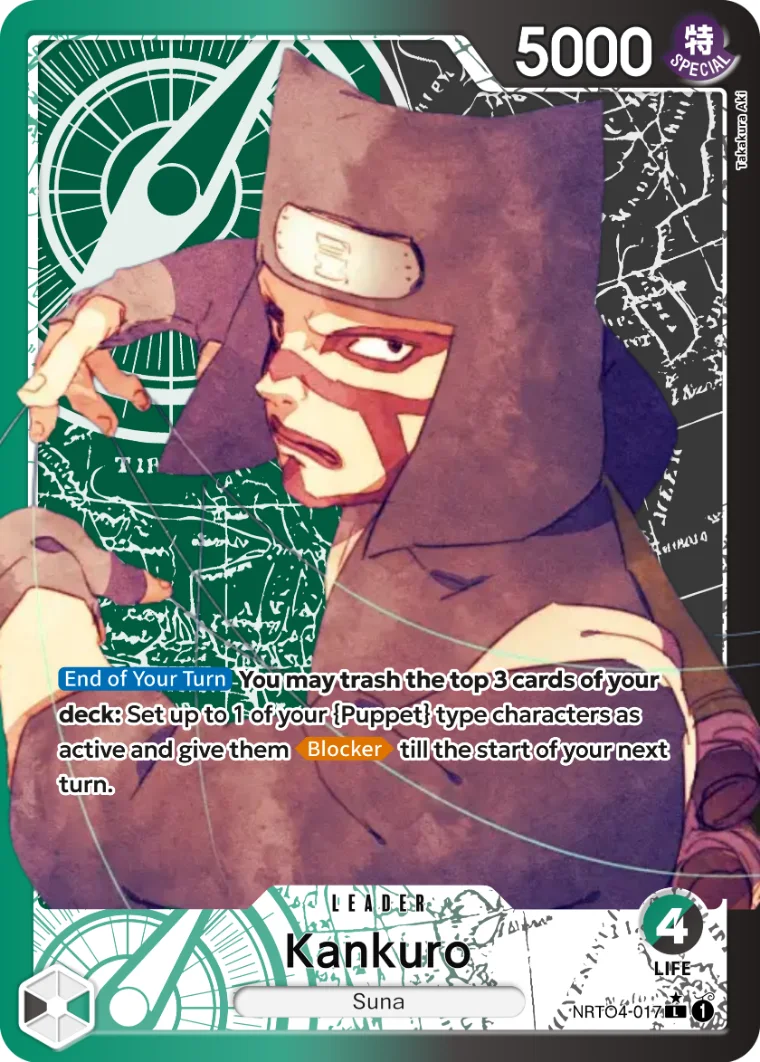 5000
特
SPECIAL
Takakura Aki
End of Your Turn You may trash the top 3 cards of your
deck: Set up to 1 of your {Puppet} type characters as
active and give them Blocker till the start of your next
turn.
LEADER
Kankuro
4
LIFE
Suna
NRTO4-017 L 1